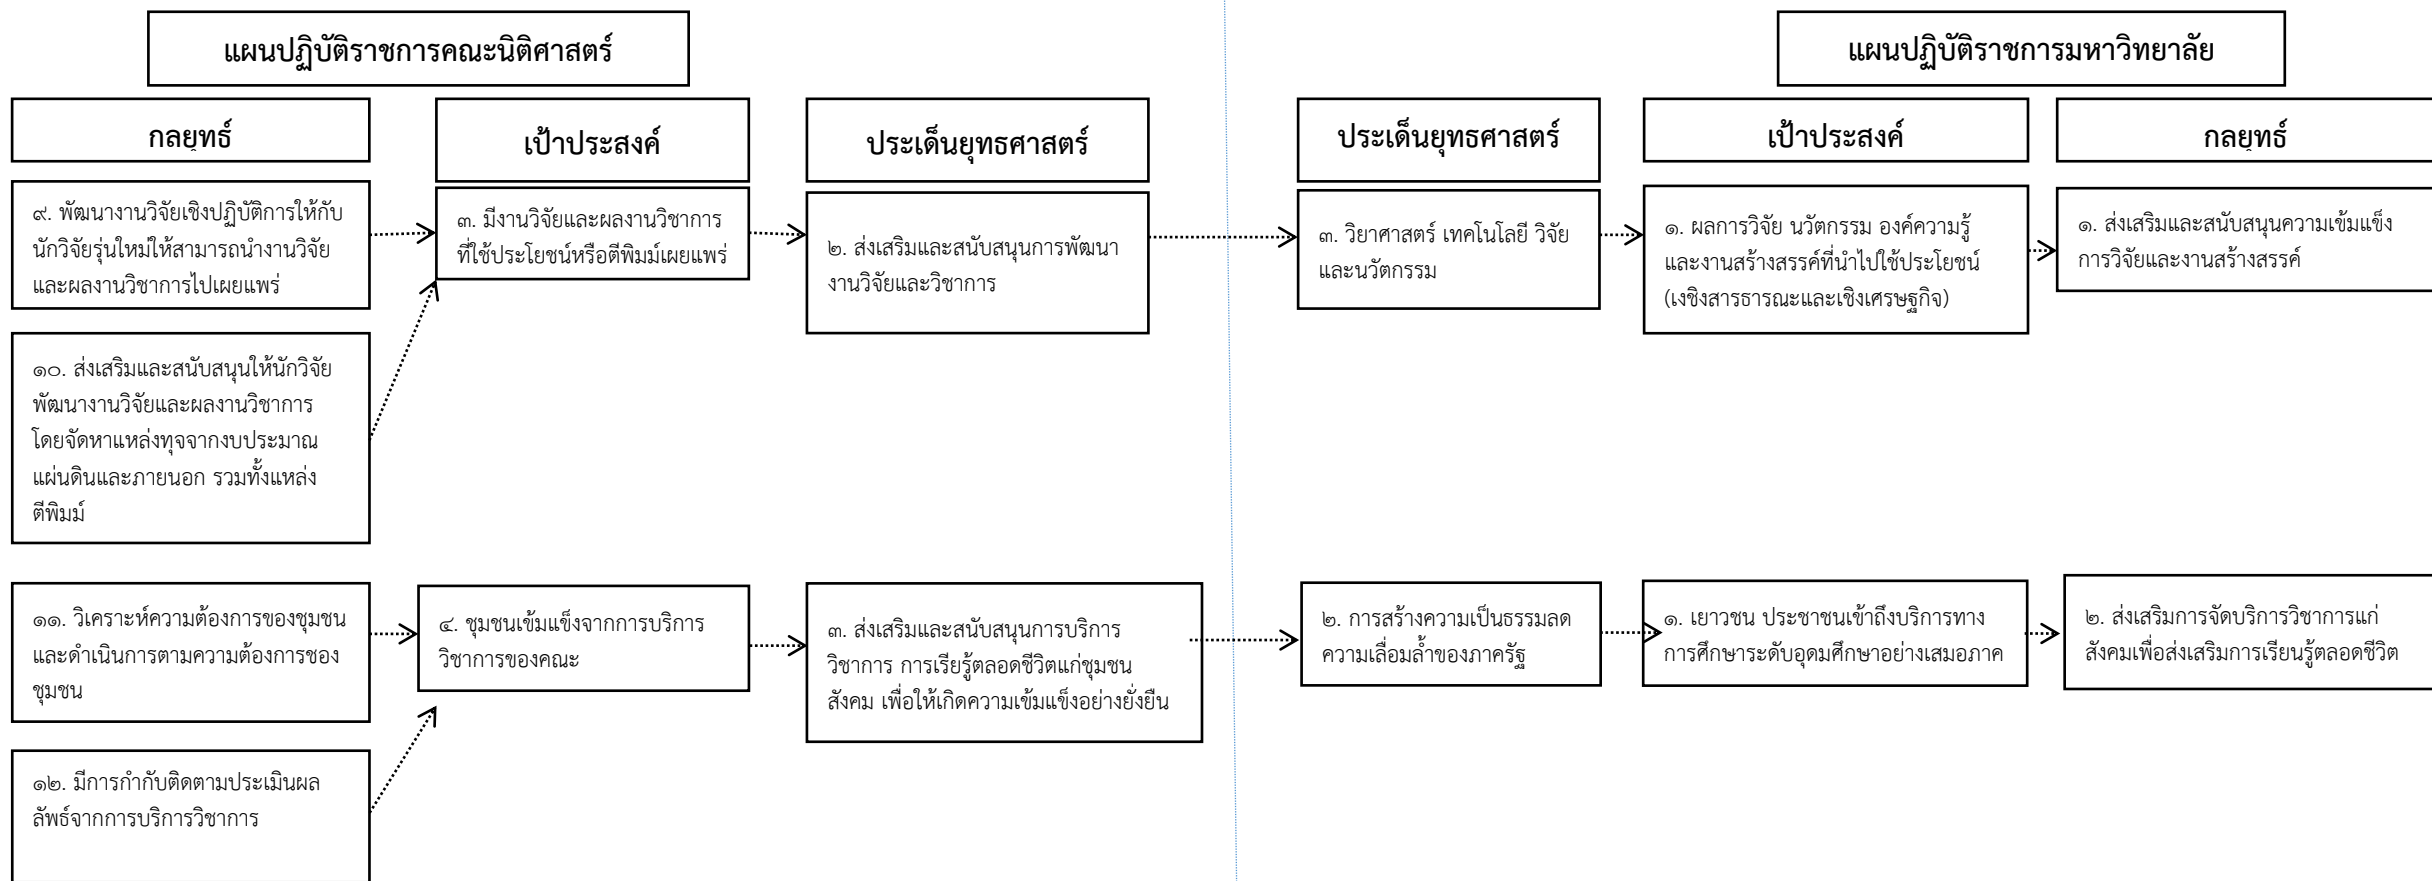 แผนปฏิบัติราชการคณะนิติศาสตร์
แผนปฏิบัติราชการมหาวิทยาลัย
กลยุทธ์
เป้าประสงค์
ประเด็นยุทธศาสตร์
ประเด็นยุทธศาสตร์
เป้าประสงค์
กลยุทธ์
๙. พัฒนางานวิจัยเชิงปฏิบัติการให้กับ
นักวิจัยรุ่นใหม่ให้สามารถนำงานวิจัย
และผลงานวิชาการไปเผยแพร่
๓. มีงานวิจัยและผลงานวิชาการ
ที่ใช้ประโยชน์หรือตีพิมม์เผยแพร่
๒. ส่งเสริมและสนับสนุนการพัฒนา
งานวิจัยและวิชาการ
๓. วิยาศาสตร์ เทคโนโลยี วิจัย
และนวัตกรรม
๑. ผลการวิจัย นวัตกรรม องค์ความรู้
และงานสร้างสรรค์ที่นำไปใช้ประโยชน์
(เงชิงสารธารณะและเชิงเศรษฐกิจ)
๑. ส่งเสริมและสนับสนุนความเข้มแข็ง
การวิจัยและงานสร้างสรรค์
๑๐. ส่งเสริมและสนับสนุนให้นักวิจัย
พัฒนางานวิจัยและผลงานวิชาการ
โดยจัดหาแหล่งทุจจากงบประมาณ
แผ่นดินและภายนอก รวมทั้งแหล่ง
ตีพิมม์
๑๑. วิเคราะห์ความต้องการของชุมชน
และดำเนินการตามความต้องการชอง
ชุมชน
๔. ชุมชนเข้มแข็งจากการบริการ
วิชาการของคณะ
๓. ส่งเสริมและสนับสนุนการบริการ
วิชาการ การเรียรู้ตลอดชีวิตแก่ชุมชน
สังคม เพื่อให้เกิดความเข้มแข็งอย่างยั่งยืน
๒. การสร้างความเป็นธรรมลด
ความเลื่อมล้ำของภาครัฐ
๑. เยาวชน ประชาชนเข้าถึงบริการทาง
การศึกษาระดับอุดมศึกษาอย่างเสมอภาค
๒. ส่งเสริมการจัดบริการวิชาการแก่
สังคมเพื่อส่งเสริมการเรียนรู้ตลอดชีวิต
๑๒. มีการกำกับติดตามประเมินผล
ลัพธ์จากการบริการวิชาการ